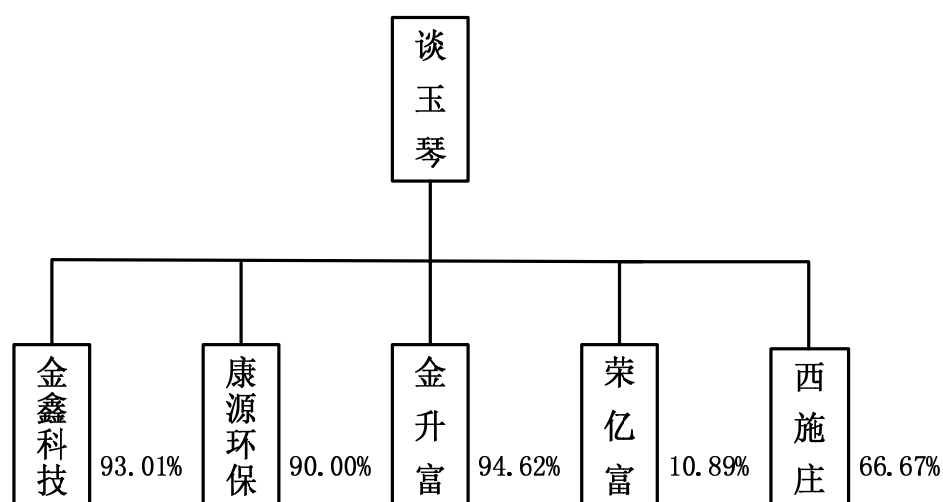 谈玉琴
金鑫科技
93.01%
康源环保
90.00%
金升富
94.62%
荣亿富
10.89%
西施庄
66.67%